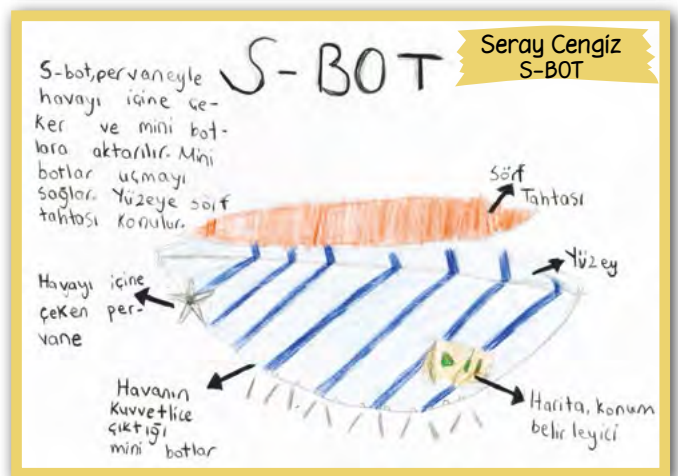 S-BOT
Seray Cengiz
S-BOT
S-bot, pervaneyle
havayı içine çe-
ker ve mini bot-
lara aktarılır. Mini
botlar uçmayı
sağlar. Yüzeye sörf
tahtası konulur.
Sörf
Tahtası
Yüzey
Havayı içine
çeken per-
vane
Havanın
kuvvetlice
çıktığı
mini botlar
Harita, konum
belirleyici